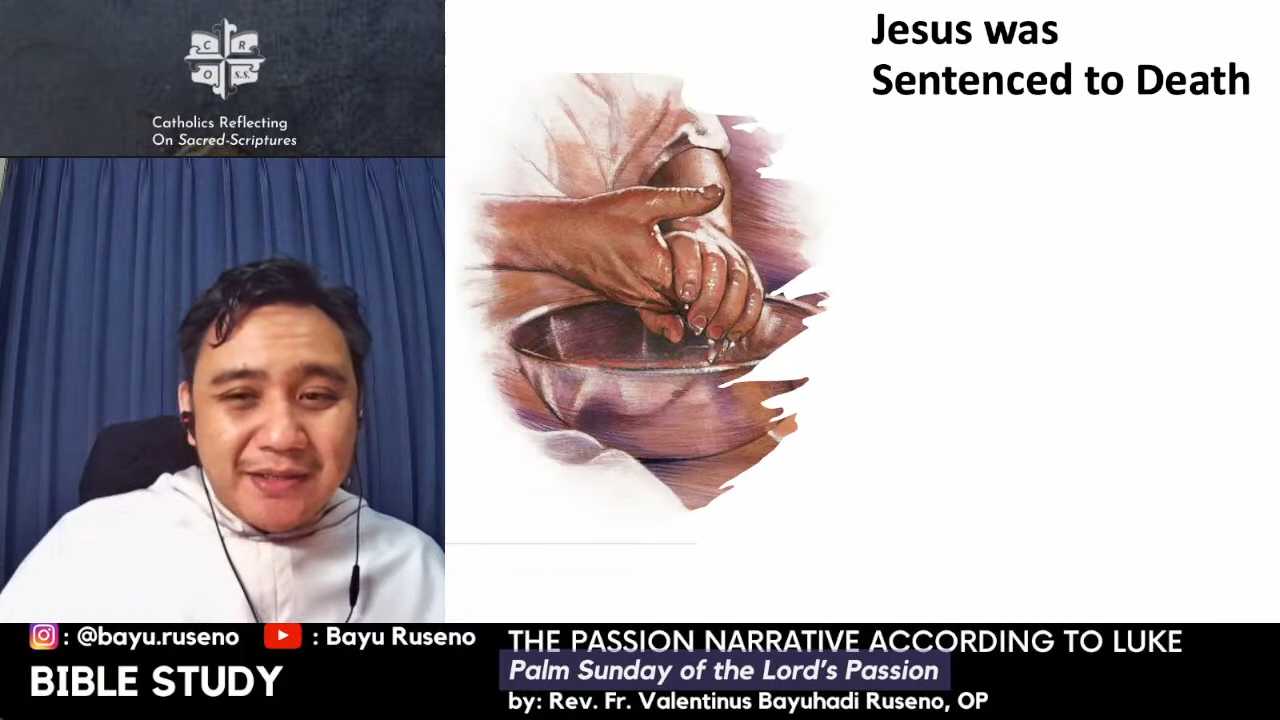 C R
O S.S.
Catholics Reflecting
On Sacred-Scriptures
Jesus was
Sentenced to Death
: @bayu.ruseno : Bayu Ruseno
BIBLE STUDY
THE PASSION NARRATIVE ACCORDING TO LUKE
Palm Sunday of the Lord's Passion
by: Rev. Fr. Valentinus Bayuhadi Ruseno, OP